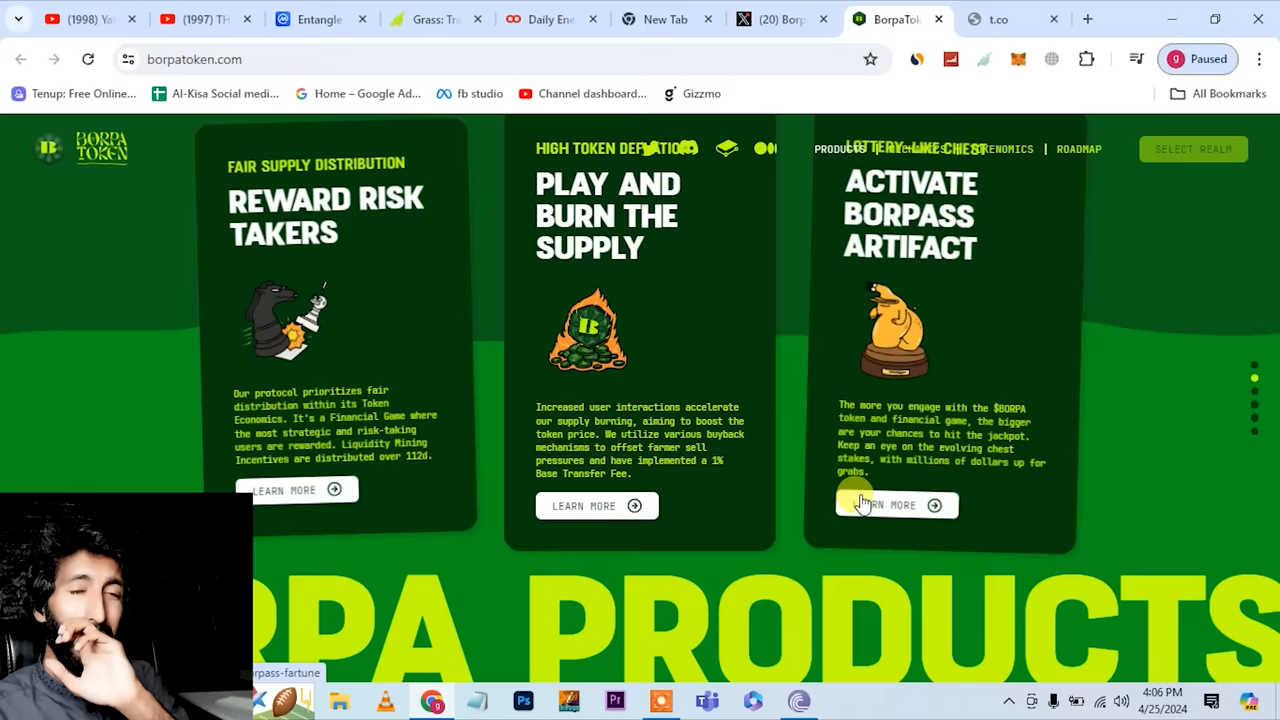 (1998) Ya
(1997) TH
Entangle
Grass: Tra
Daily Ene
New Tab
(20) Borp
BorpaTok
t.co
borpatoken.com
Paused
Tenup: Free Online...
Al-Kisa Social medi...
Home – Google Ad...
fb studio
Channel dashboard...
Gizzmo
All Bookmarks
BORPA
TOKEN
PRODUCTS
ROADMAP
SELECT REALM
FAIR SUPPLY DISTRIBUTION
REWARD RISK
TAKERS
Our protocol prioritizes fair
distribution within its Token
Economics. It's a Financial Game where
the most strategic and risk-taking
users are rewarded. Liquidity Mining
Incentives are distributed over 112d.
LEARN MORE
HIGH TOKEN DEFLATION
PLAY AND
BURN THE
SUPPLY
Increased user interactions accelerate
our supply burning, aiming to boost the
token price. We utilize various buyback
mechanisms to offset farmer sell
pressures and have implemented a 1%
Base Transfer Fee.
LEARN MORE
LOTTERY-LIKE CHEST
ACTIVATE
BORPASS
ARTIFACT
The more you engage with the $BORPA
token and financial game, the bigger
are your chances to hit the jackpot.
Keep an eye on the evolving chest
stakes, with millions of dollars up for
grabs.
MORE
RPA PRODUCTS
orpass-fartune
4:06 PM
4/25/2024